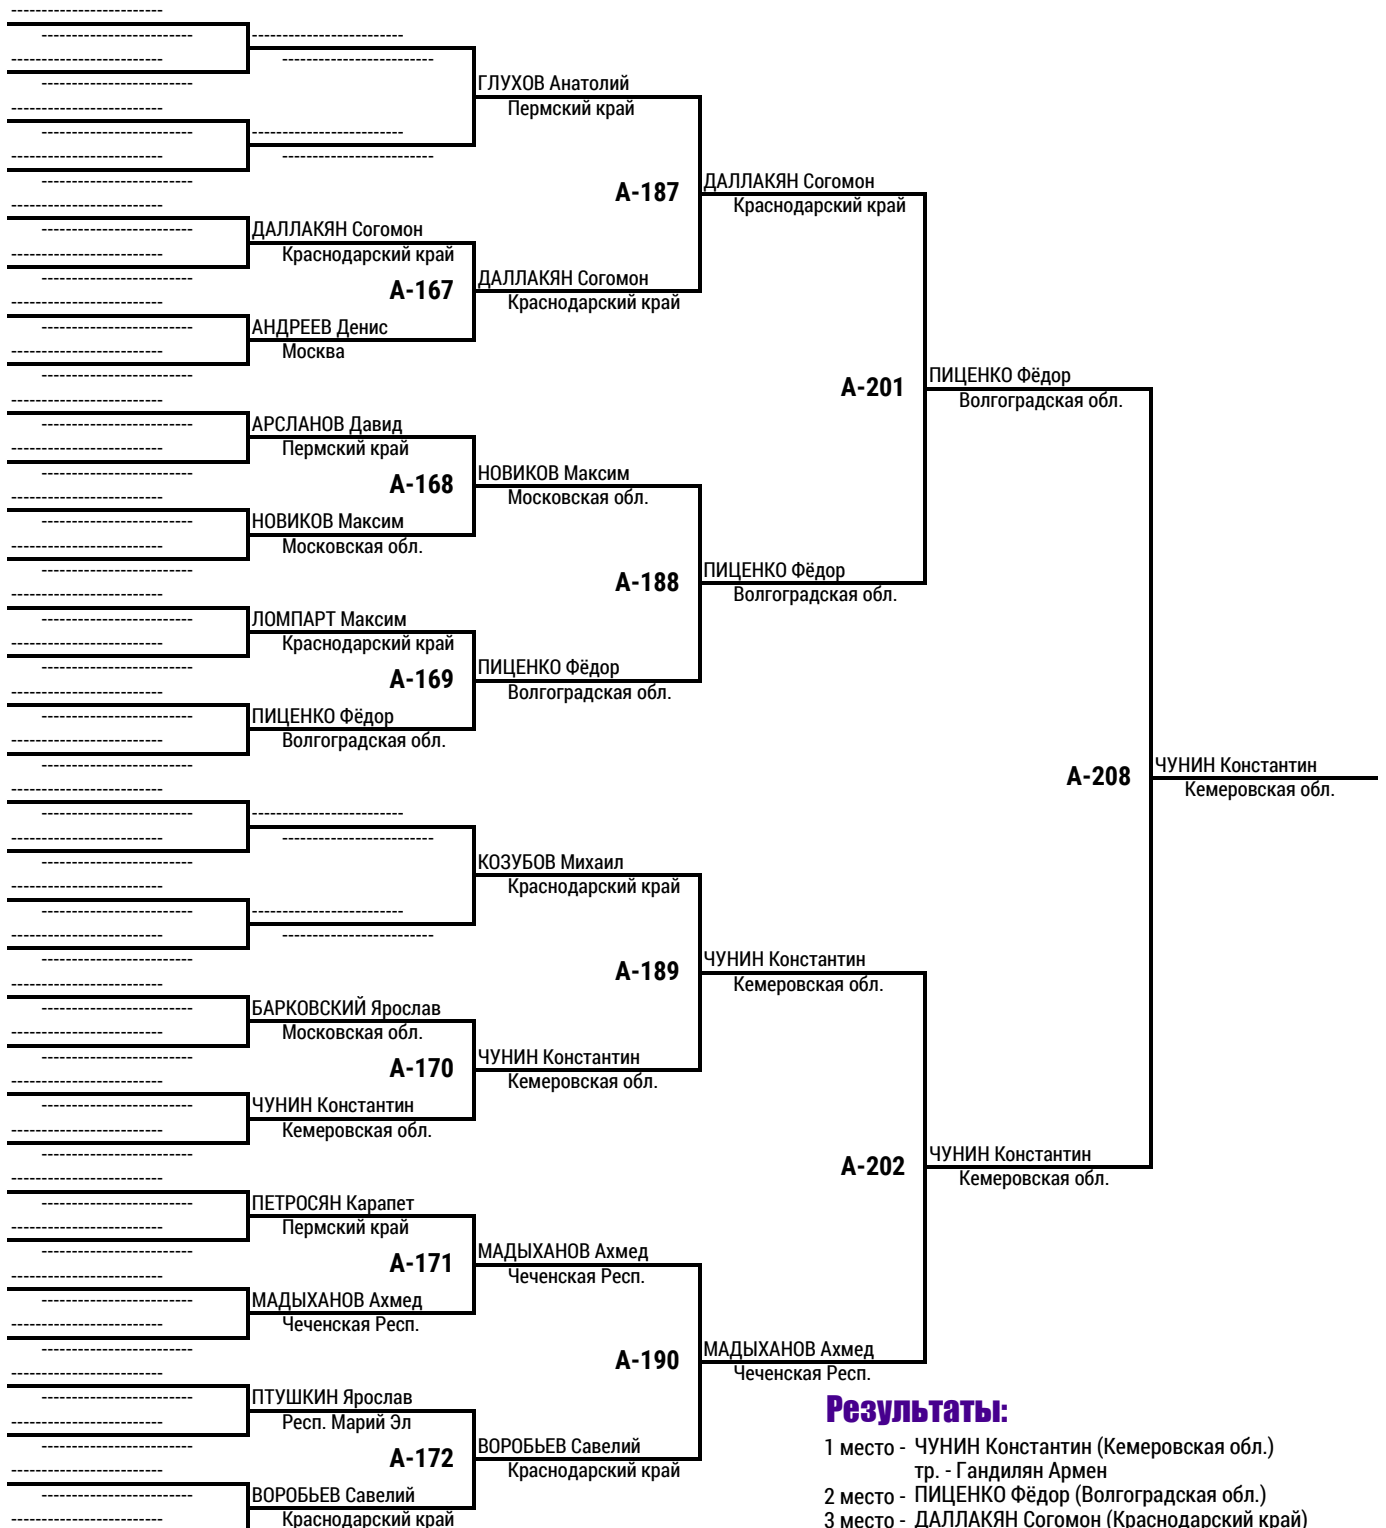 ГЛУХОВ Анатолий
Пермский край
А-187
ДАЛЛАКЯН Согомон
Краснодарский край
ДАЛЛАКЯН Согомон
Краснодарский край
А-167
ДАЛЛАКЯН Согомон
Краснодарский край
АНДРЕЕВ Денис
Москва
А-201
ПИЦЕНКО Фёдор
Волгоградская обл.
АРСЛАНОВ Давид
Пермский край
А-168
НОВИКОВ Максим
Московская обл.
НОВИКОВ Максим
Московская обл.
А-188
ПИЦЕНКО Фёдор
Волгоградская обл.
ЛОМПАРТ Максим
Краснодарский край
А-169
ПИЦЕНКО Фёдор
Волгоградская обл.
ПИЦЕНКО Фёдор
Волгоградская обл.
А-208
ЧУНИН Константин
Кемеровская обл.
КОЗУБОВ Михаил
Краснодарский край
А-189
ЧУНИН Константин
Кемеровская обл.
БАРКОВСКИЙ Ярослав
Московская обл.
А-170
ЧУНИН Константин
Кемеровская обл.
ЧУНИН Константин
Кемеровская обл.
А-202
ЧУНИН Константин
Кемеровская обл.
ПЕТРОСЯН Карапет
Пермский край
А-171
МАДЫХАНОВ Ахмед
Чеченская Респ.
МАДЫХАНОВ Ахмед
Чеченская Респ.
А-190
МАДЫХАНОВ Ахмед
Чеченская Респ.
ПТУШКИН Ярослав
Респ. Марий Эл
А-172
ВОРОБЬЕВ Савелий
Краснодарский край
ВОРОБЬЕВ Савелий
Краснодарский край
Результаты:
1 место - ЧУНИН Константин (Кемеровская обл.)
тр. - Гандилян Армен
2 место - ПИЦЕНКО Фёдор (Волгоградская обл.)
3 место - ДАЛЛАКЯН Согомон (Краснодарский край)